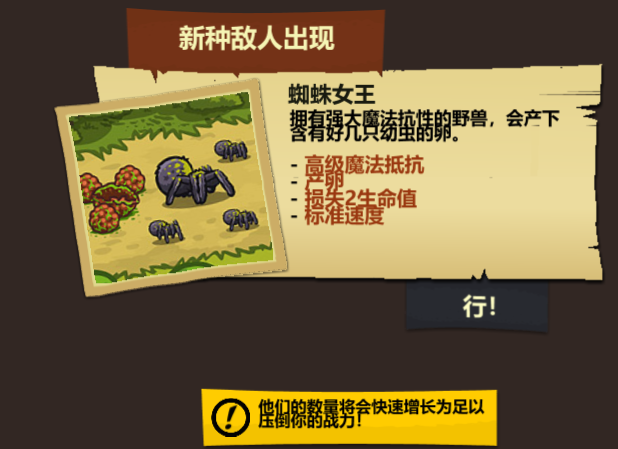 新种敌人出现
蜘蛛女王
拥有强大魔法抗性的野兽，会产下
含有好几只幼虫的卵。
- 高级魔法抵抗
- 产卵
- 损失2生命值
- 标准速度
行！
他们的数量将会快速增长为足以
压倒你的战力！